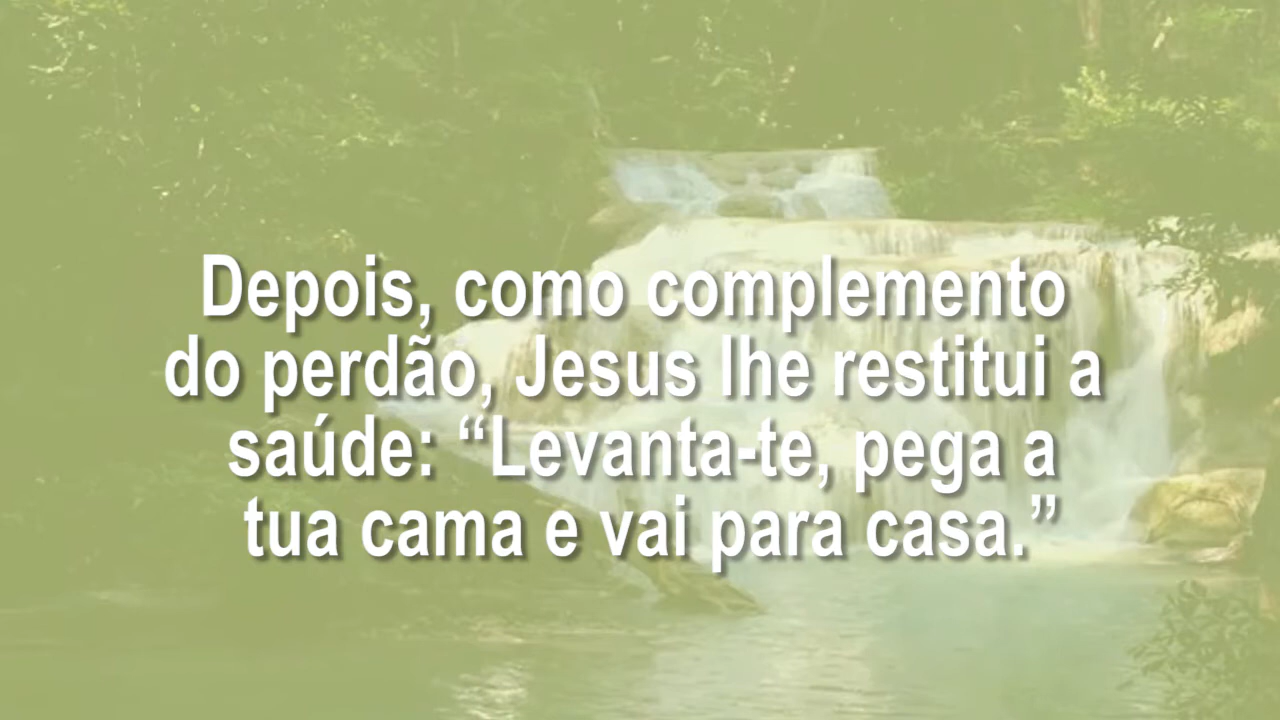 Depois, como complemento
do perdão, Jesus lhe restitui a
saúde: “Levanta-te, pega a
tua cama e vai para casa.”